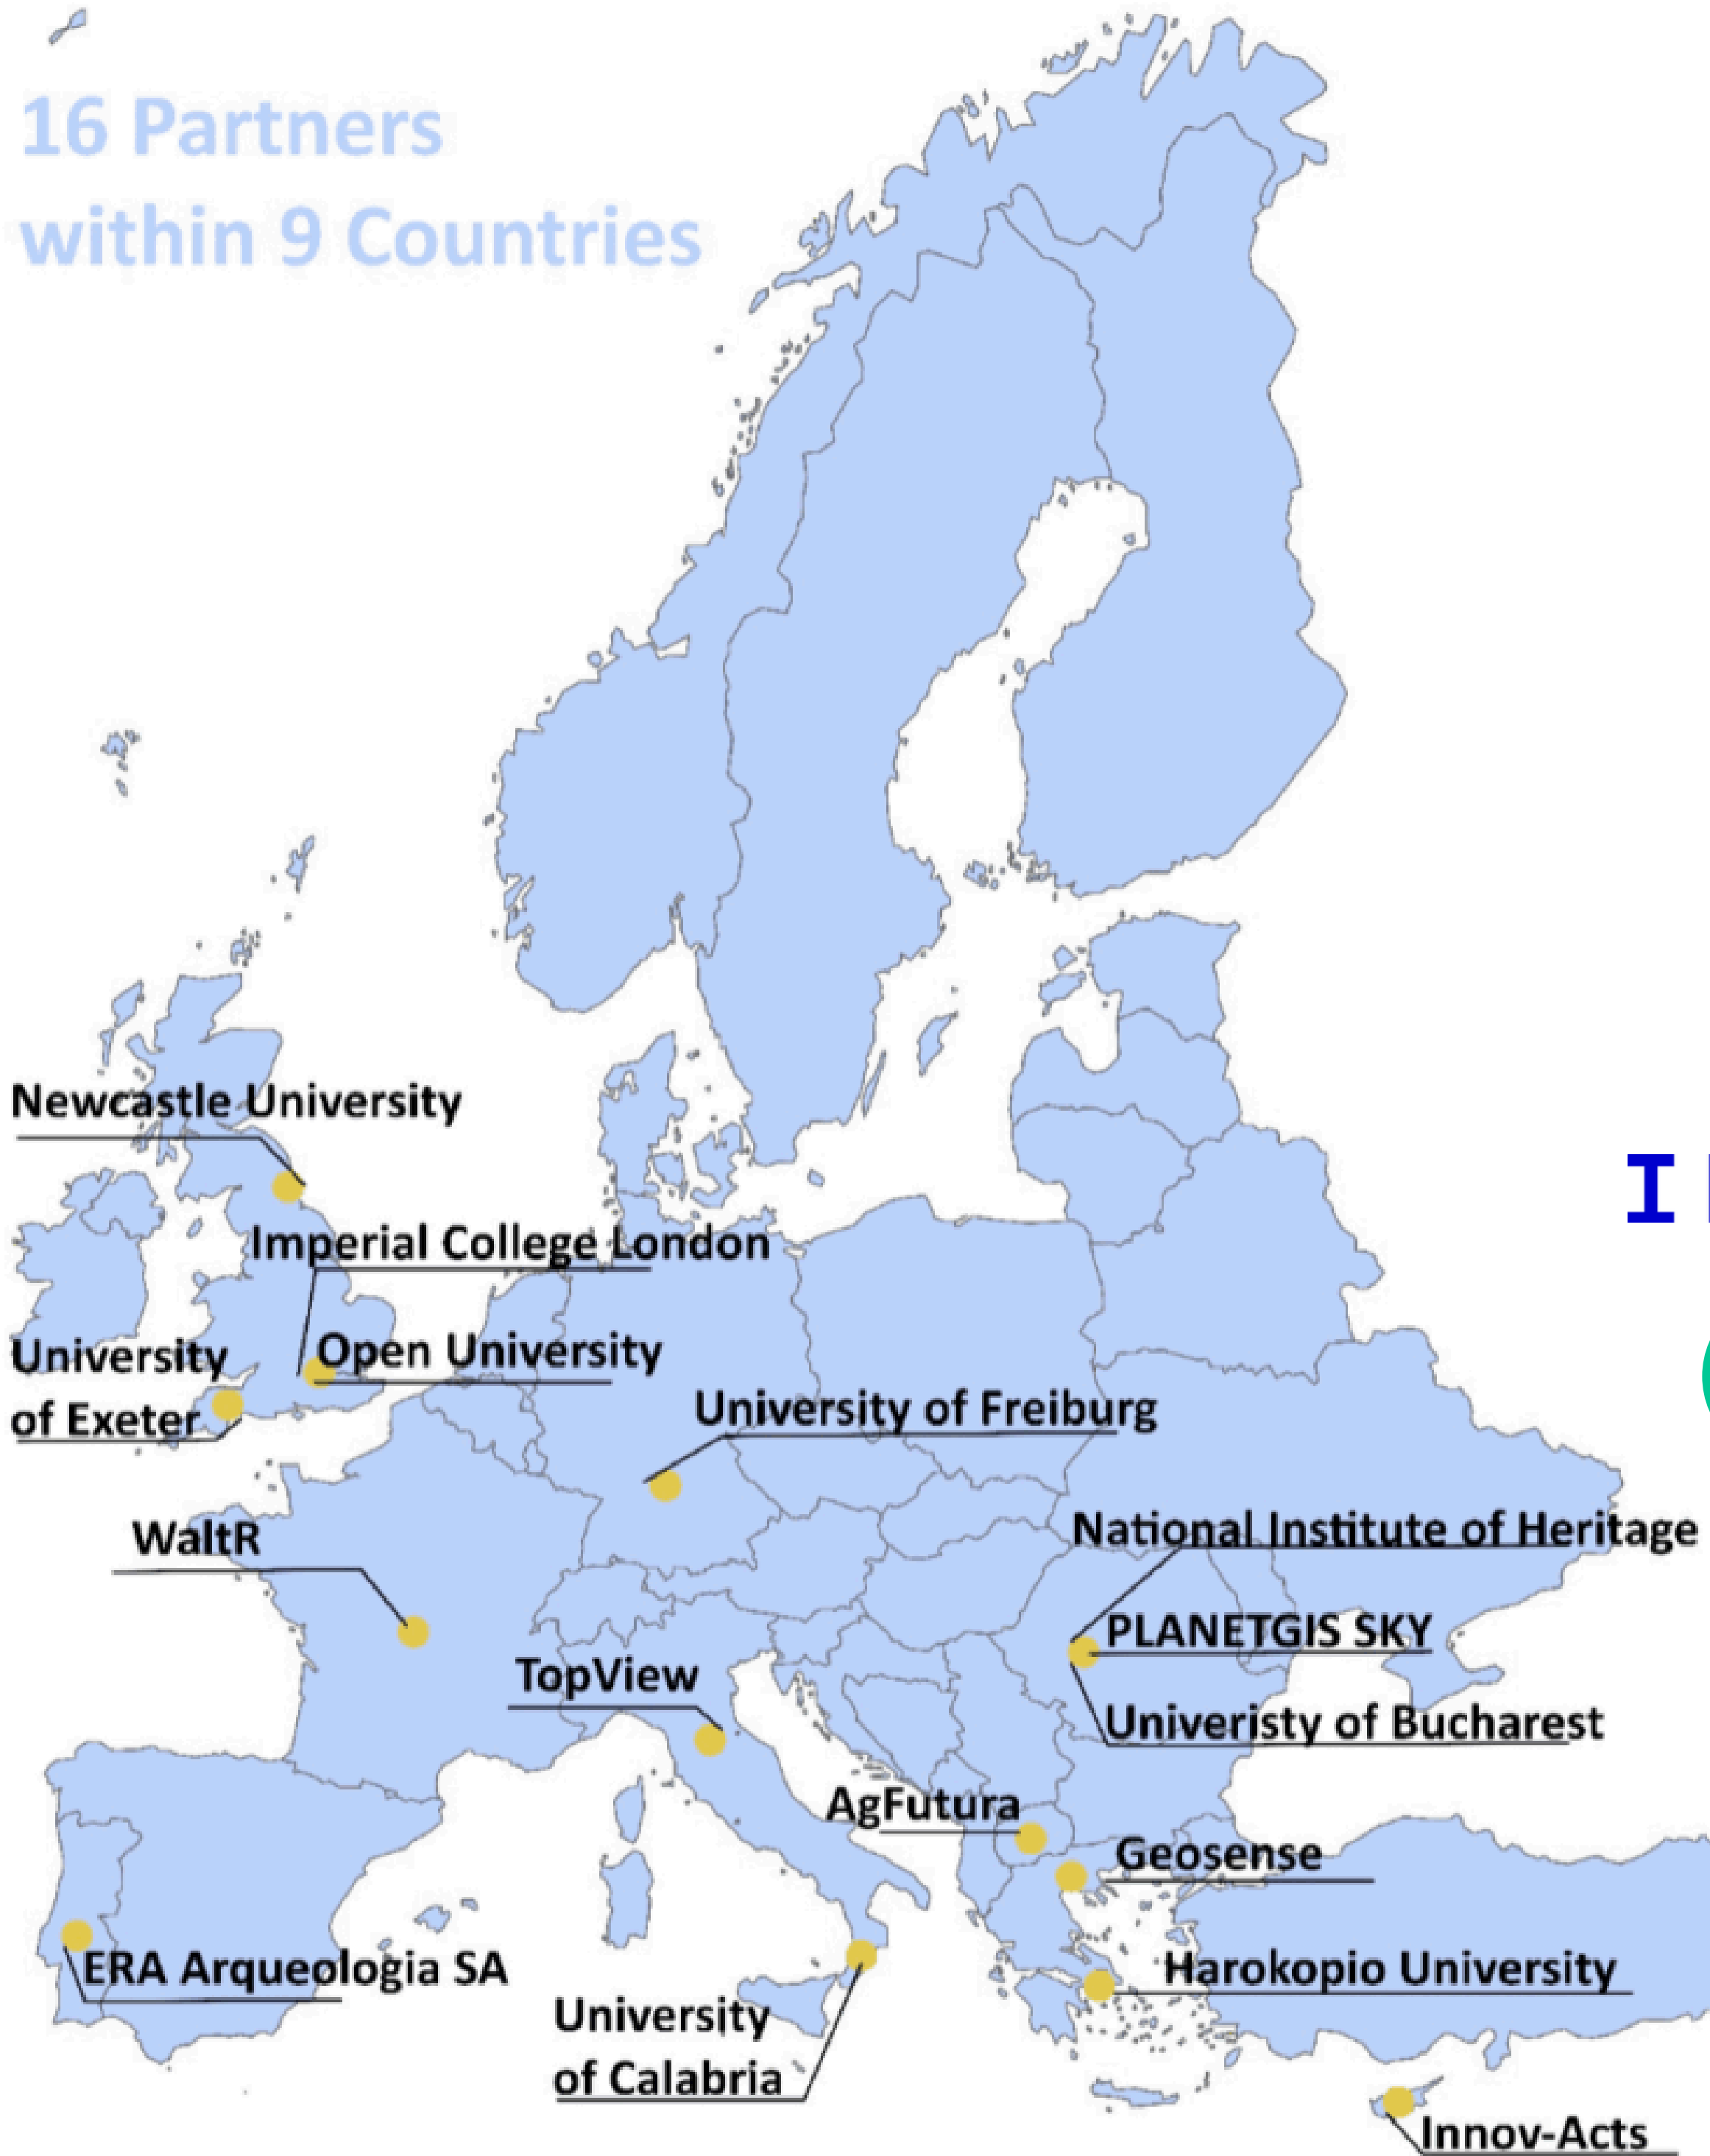 16 Partners
within 9 Countries
Newcastle University
Imperial College London
Open University
University
of Exeter
University of Freiburg
WaltR
National Institute of Heritage
PLANETGIS SKY
TopView
Univeristy of Bucharest
AgFutura
Geosense
ERA Arqueologia SA
Harokopio University
University
of Calabria
Innov-Acts